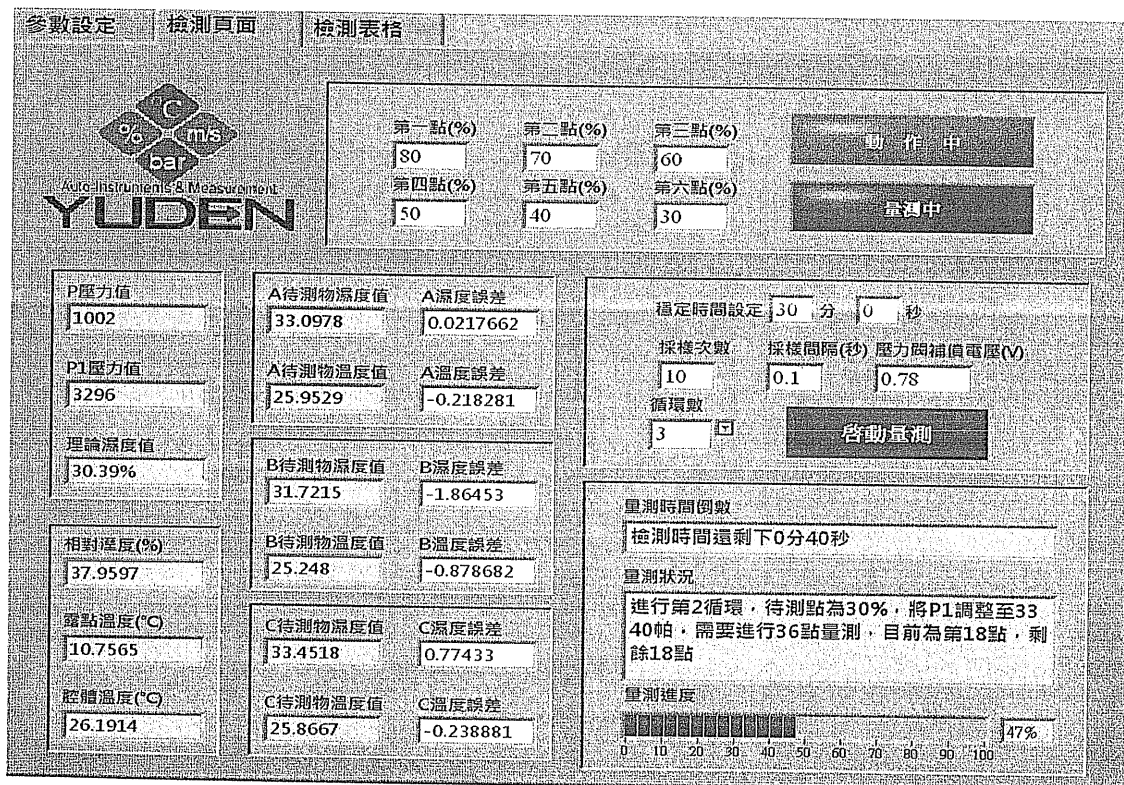 參數設定
檢測頁面
檢測表格
°C
%
m/s
bar
Auto-Instruments & Measurement
YUDEN
第一點(%) 第二點(%) 第三點(%)
80 70 60
第四點(%) 第五點(%) 第六點(%)
50 40 30
動作中
量測中
P壓力值
1002
P1壓力值
3296
理論濕度值
30.39%
相對溼度(%)
37.9597
露點溫度(°C)
10.7565
腔體溫度(°C)
26.1914
A待測物濕度值 A濕度誤差
33.0978 0.0217662
A待測物溫度值 A溫度誤差
25.9529 -0.218281
B待測物濕度值 B濕度誤差
31.7215 -1.86453
B待測物溫度值 B溫度誤差
25.248 -0.878682
C待測物濕度值 C濕度誤差
33.4518 0.77433
C待測物溫度值 C溫度誤差
25.8667 -0.238881
穩定時間設定 30 分 0 秒
採樣次數 採樣間隔(秒) 壓力閥補償電壓(V)
10 0.1 0.78
循環數
3
啓動量測
量測時間倒數
檢測時間還剩下0分40秒
量測狀況
進行第2循環，待測點為30%，將P1調整至33
40帕，需要進行36點量測，目前為第18點，剩
餘18點
量測進度
47%
0 10 20 30 40 50 60 70 80 90 100